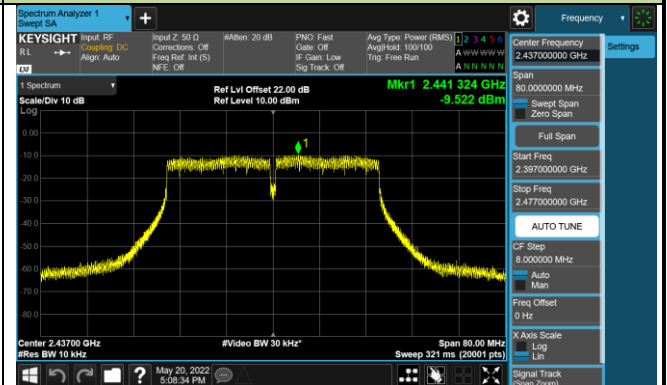 Spectrum Analyzer 1
Swept SA
+
Frequency
KEYSIGHT
RL
Input: RF
Coupling: DC
Align: Auto
Input Z: 50 Ω
Corrections: Off
Freq Ref: Int (S)
NFE: Off
#Atten: 20 dB
PNO: Fast
Gate: Off
IF Gain: Low
Sig Track: Off
Avg Type: Power (RMS)
Avg|Hold: 100/100
Trig: Free Run
1 2 3 4 5 6
A W W W W W
A N N N N N
1 Spectrum
Scale/Div 10 dB
Log
Ref Lvl Offset 22.00 dB
Ref Level 10.00 dBm
Mkr1 2.441 324 GHz
-9.522 dBm
1
0.00
-10.0
-20.0
-30.0
-40.0
-50.0
-60.0
-70.0
-80.0
Center 2.43700 GHz
#Res BW 10 kHz
#Video BW 30 kHz*
Span 80.00 MHz
Sweep 321 ms (20001 pts)
Center Frequency
2.437000000 GHz
Settings
Span
80.0000000 MHz
Swept Span
Zero Span
Full Span
Start Freq
2.397000000 GHz
Stop Freq
2.477000000 GHz
AUTO TUNE
CF Step
8.000000 MHz
Auto
Man
Freq Offset
0 Hz
X Axis Scale
Log
Lin
Signal Track
(Span Zoom)
?
May 20, 2022
5:08:34 PM